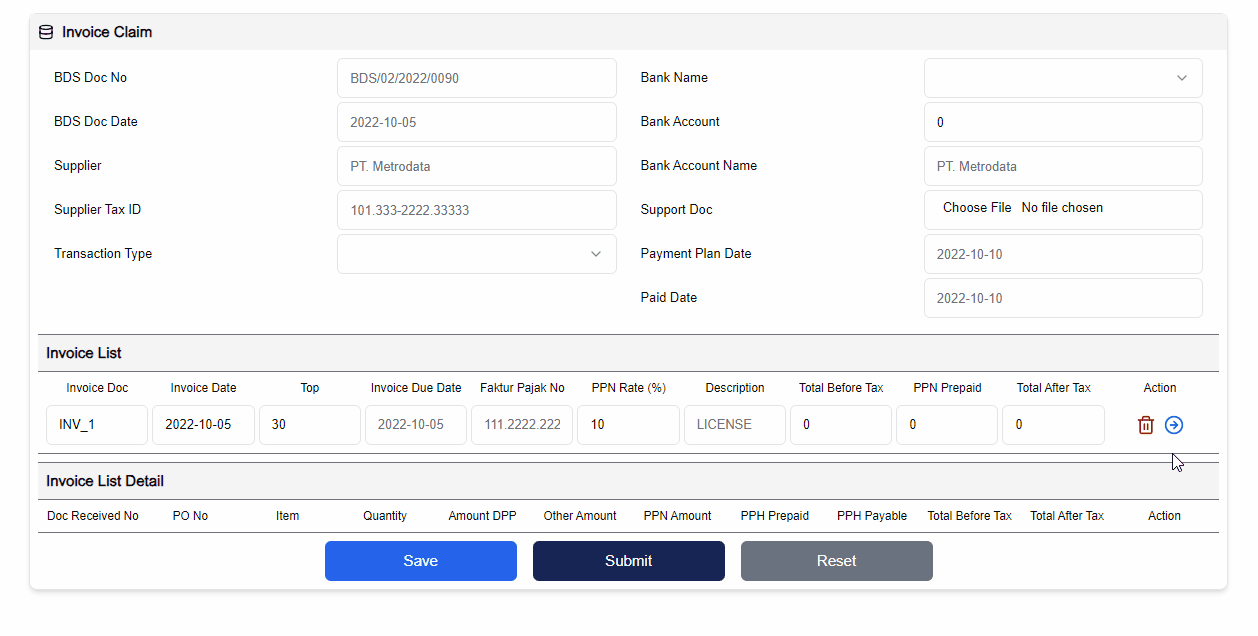 Invoice Claim
BDS Doc No BDS/02/2022/0090 Bank Name
BDS Doc Date 2022-10-05 Bank Account 0
Supplier PT. Metrodata Bank Account Name PT. Metrodata
Supplier Tax ID 101.333-2222.33333 Support Doc Choose File No file chosen
Transaction Type Payment Plan Date 2022-10-10
Paid Date 2022-10-10
Invoice List
Invoice Doc Invoice Date Top Invoice Due Date Faktur Pajak No PPN Rate (%) Description Total Before Tax PPN Prepaid Total After Tax Action
INV_1 2022-10-05 30 2022-10-05 111.2222.222 10 LICENSE 0 0 0
Invoice List Detail
Doc Received No PO No Item Quantity Amount DPP Other Amount PPN Amount PPH Prepaid PPH Payable Total Before Tax Total After Tax Action
Save Submit Reset